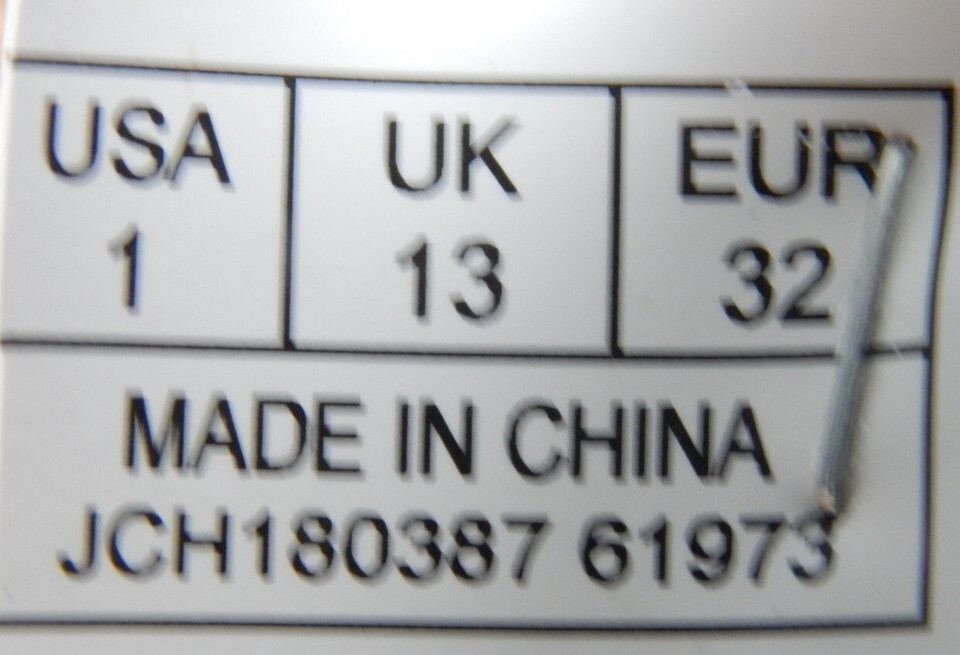 USA UK EUR
1 13 32
MADE IN CHINA
JCH180387 61973